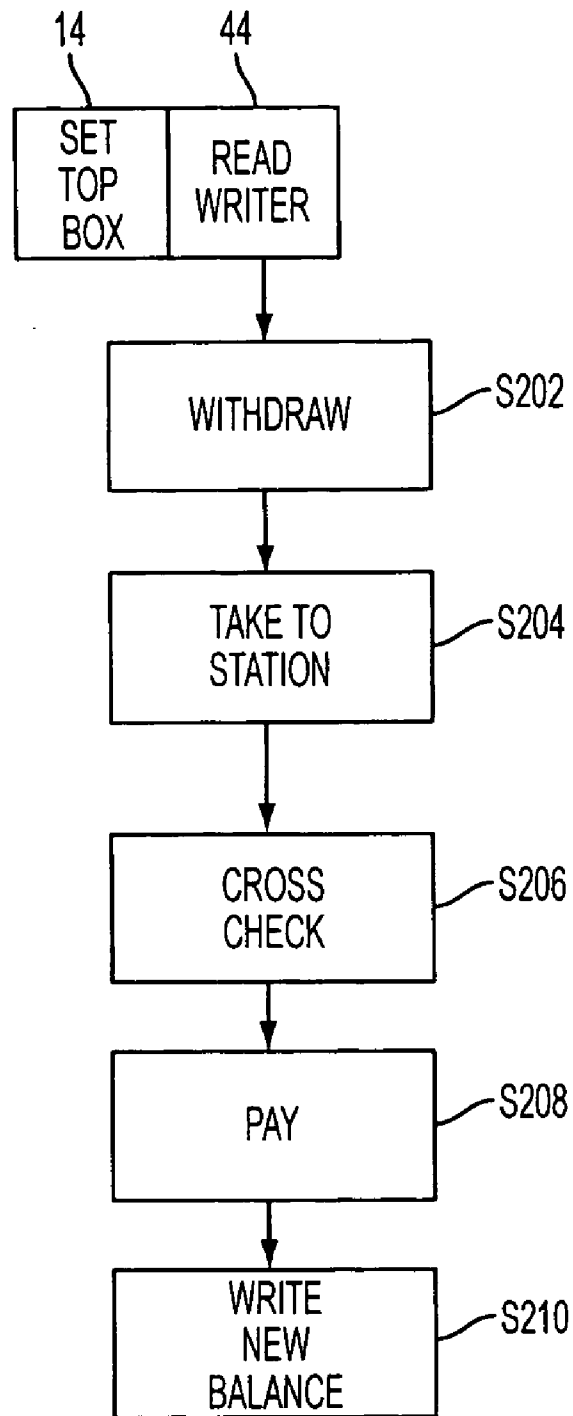 14 44
SET
TOP
BOX
READ
WRITER
WITHDRAW
S202
TAKE TO
STATION
S204
CROSS
CHECK
S206
PAY
S208
WRITE
NEW
BALANCE
S210